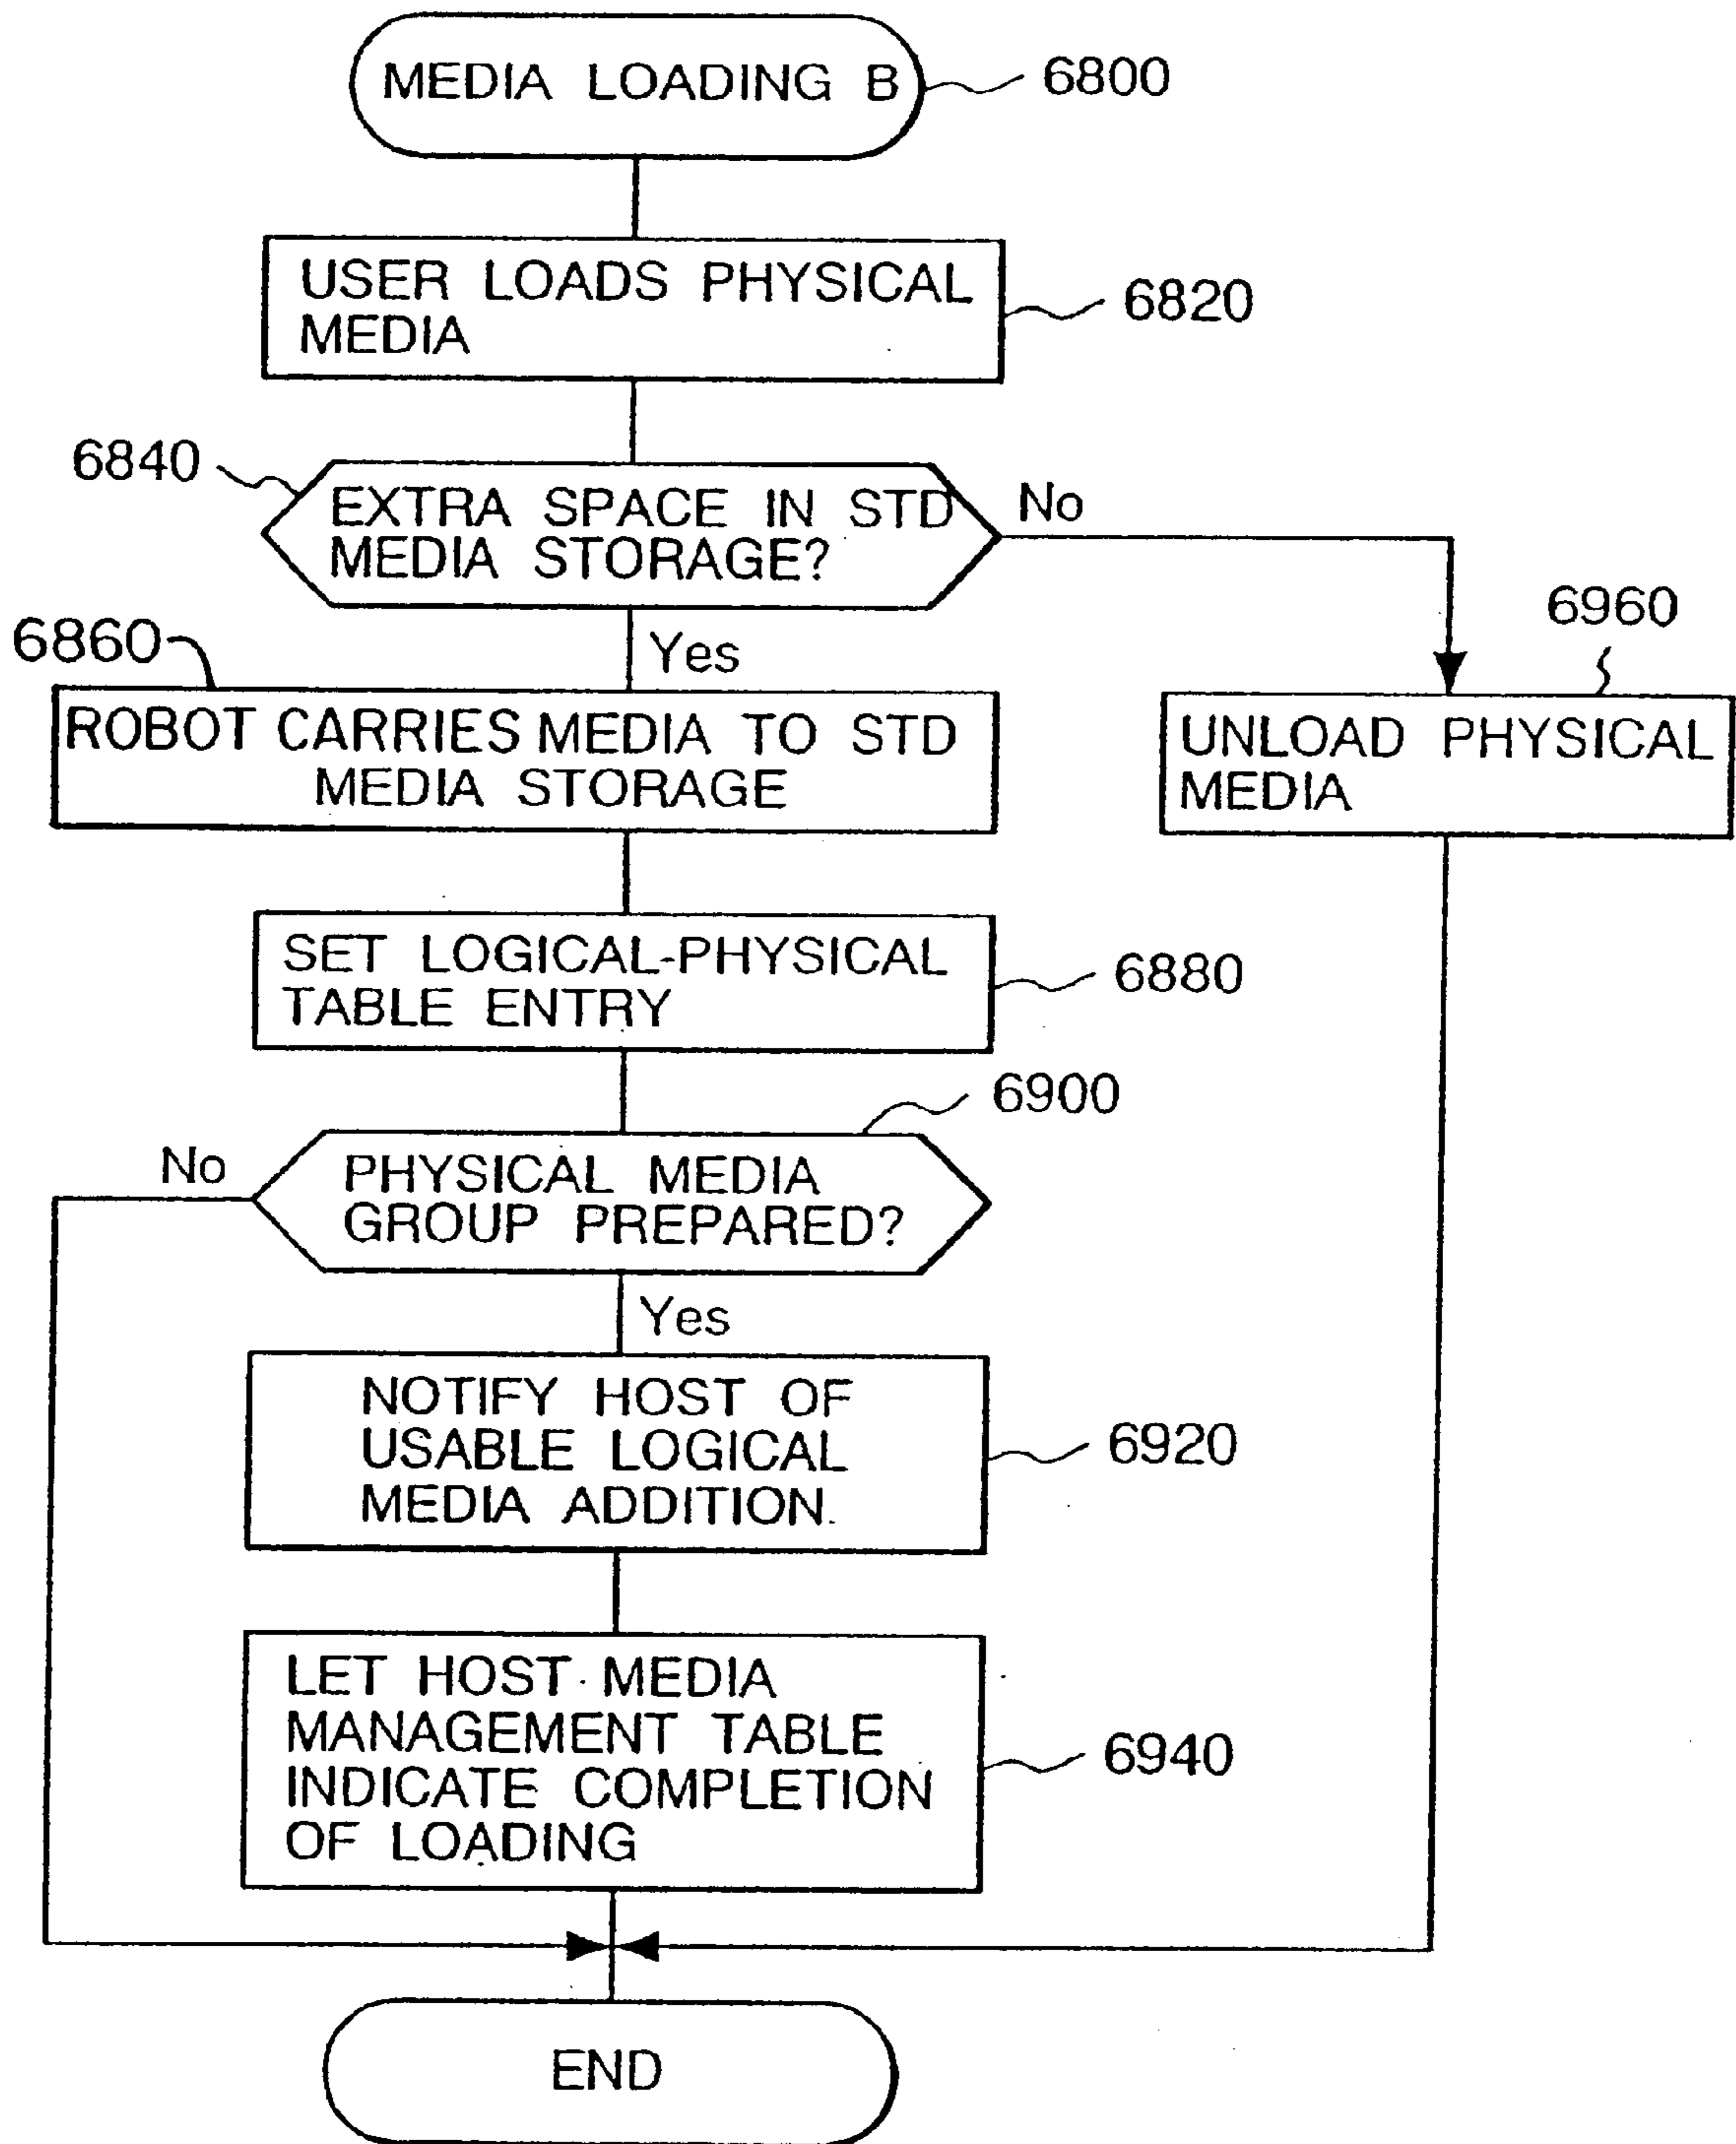 MEDIA LOADING B
6800
USER LOADS PHYSICAL
MEDIA
6820
6840
EXTRA SPACE IN STD
MEDIA STORAGE?
No
Yes
6860
ROBOT CARRIES MEDIA TO STD
MEDIA STORAGE
6960
UNLOAD PHYSICAL
MEDIA
SET LOGICAL-PHYSICAL
TABLE ENTRY
6880
6900
No
PHYSICAL MEDIA
GROUP PREPARED?
Yes
NOTIFY HOST OF
USABLE LOGICAL
MEDIA ADDITION
6920
LET HOST MEDIA
MANAGEMENT TABLE
INDICATE COMPLETION
OF LOADING
6940
END